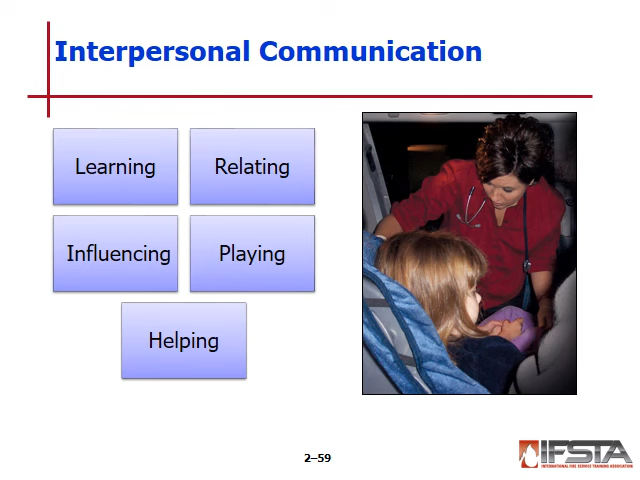 Interpersonal Communication
Learning
Relating
Influencing
Playing
Helping
2–59
IFSTA
INTERNATIONAL FIRE SERVICE TRAINING ASSOCIATION